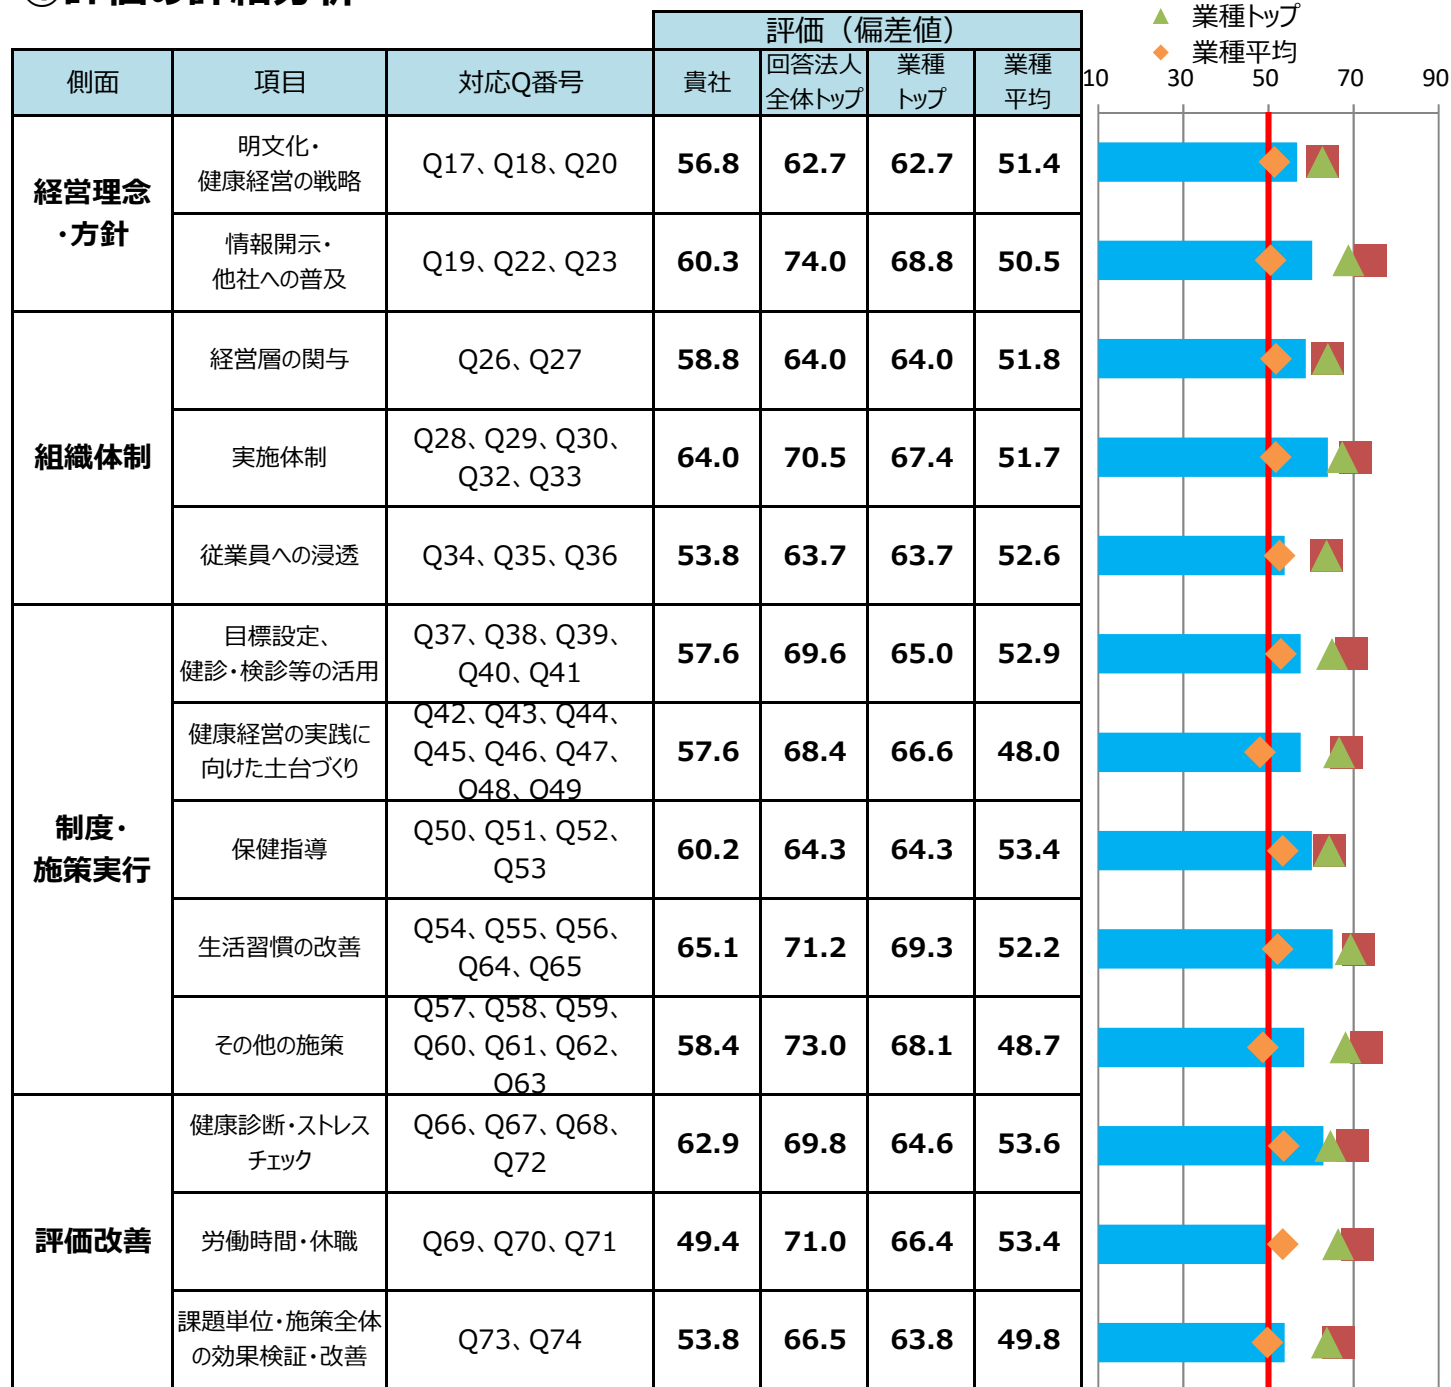 ①評価の詳細分析
▲ 業種トップ
◆ 業種平均
評価（偏差値）
側面 項目 対応Q番号 貴社 回答法人 業種 業種
全体トップ トップ 平均
10 30 50 70 90
経営理念
・方針
明文化・
健康経営の戦略
Q17、Q18、Q20 56.8 62.7 62.7 51.4
情報開示・
他社への普及
Q19、Q22、Q23 60.3 74.0 68.8 50.5
組織体制
経営層の関与 Q26、Q27 58.8 64.0 64.0 51.8
実施体制
Q28、Q29、Q30、
Q32、Q33
64.0 70.5 67.4 51.7
従業員への浸透 Q34、Q35、Q36 53.8 63.7 63.7 52.6
制度・
施策実行
目標設定、
健診・検診等の活用
Q37、Q38、Q39、
Q40、Q41
57.6 69.6 65.0 52.9
健康経営の実践に
向けた土台づくり
Q42、Q43、Q44、
Q45、Q46、Q47、
Q48、Q49
57.6 68.4 66.6 48.0
保健指導
Q50、Q51、Q52、
Q53
60.2 64.3 64.3 53.4
生活習慣の改善
Q54、Q55、Q56、
Q64、Q65
65.1 71.2 69.3 52.2
その他の施策
Q57、Q58、Q59、
Q60、Q61、Q62、
Q63
58.4 73.0 68.1 48.7
評価改善
健康診断・ストレス
チェック
Q66、Q67、Q68、
Q72
62.9 69.8 64.6 53.6
労働時間・休職 Q69、Q70、Q71 49.4 71.0 66.4 53.4
課題単位・施策全体
の効果検証・改善
Q73、Q74 53.8 66.5 63.8 49.8